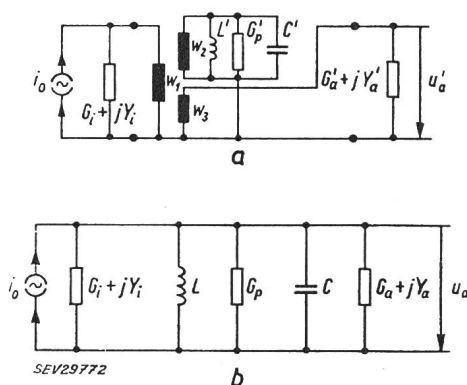 L' G'p C'
w2
i0 w1 G'a + jY'a u'a
Gi + jYi w3
a
i0 Gi + jYi L Gp C Ga + jYa ua
SEV29772
b